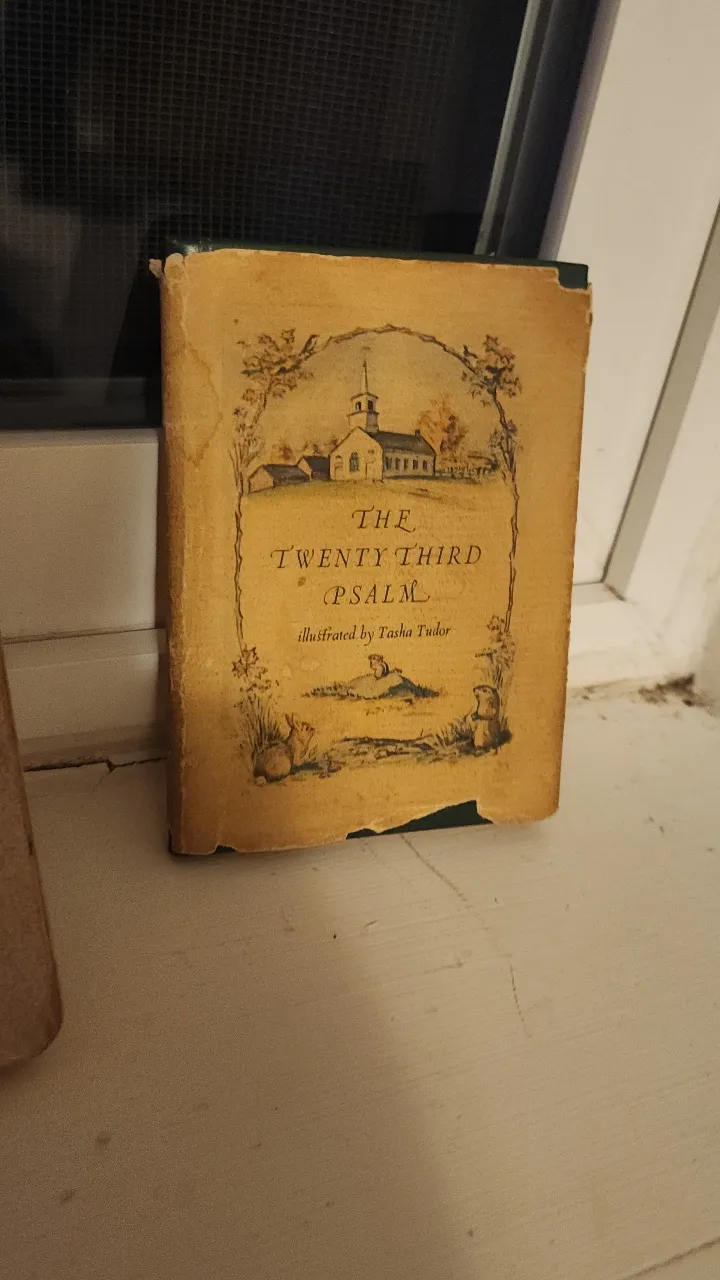 THE
TWENTY THIRD
PSALM
illustrated by Tasha Tudor